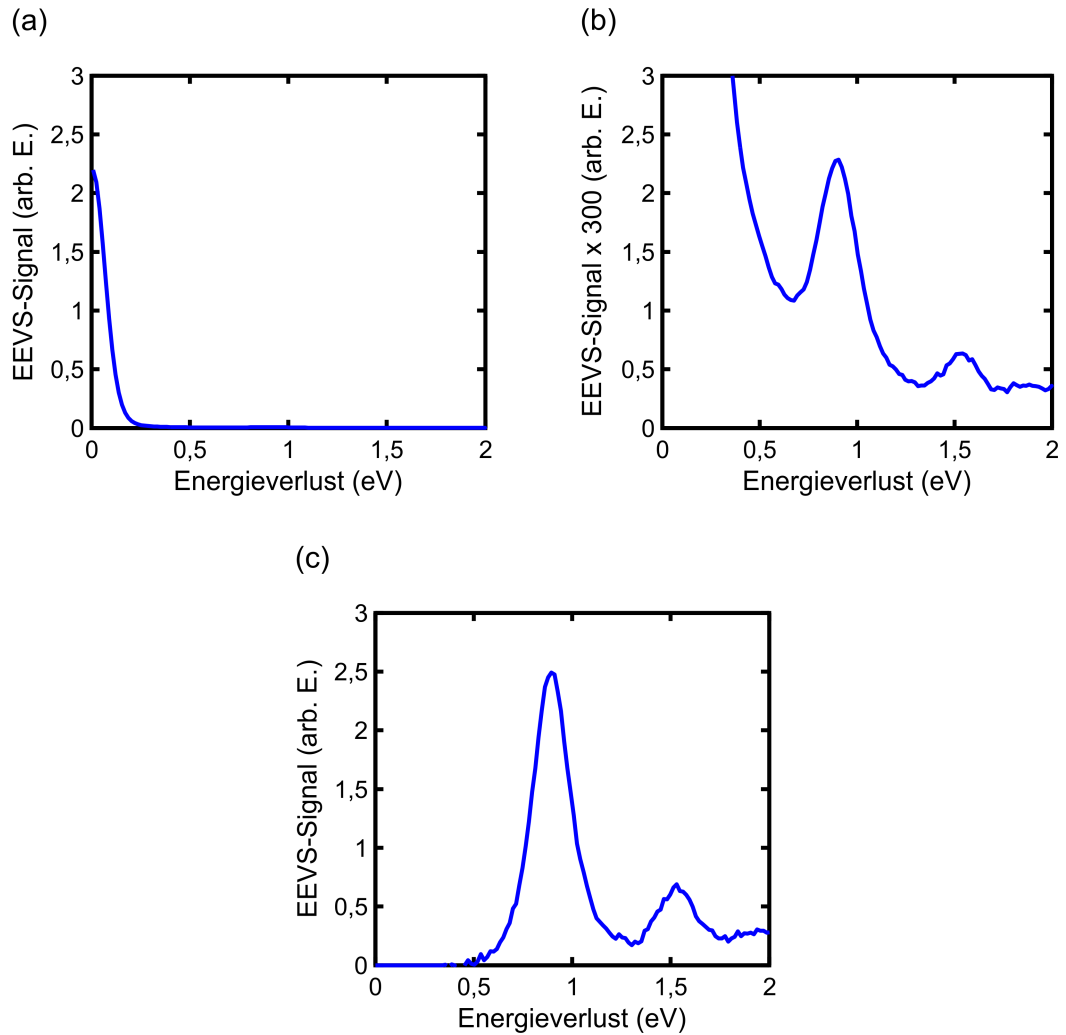 (a)
3
2,5
2
1,5
1
0,5
0
EEVS-Signal (arb. E.)
0 0,5 1 1,5 2
Energieverlust (eV)
(b)
3
2,5
2
1,5
1
0,5
0
EEVS-Signal x 300 (arb. E.)
0 0,5 1 1,5 2
Energieverlust (eV)
(c)
3
2,5
2
1,5
1
0,5
0
EEVS-Signal (arb. E.)
0 0,5 1 1,5 2
Energieverlust (eV)